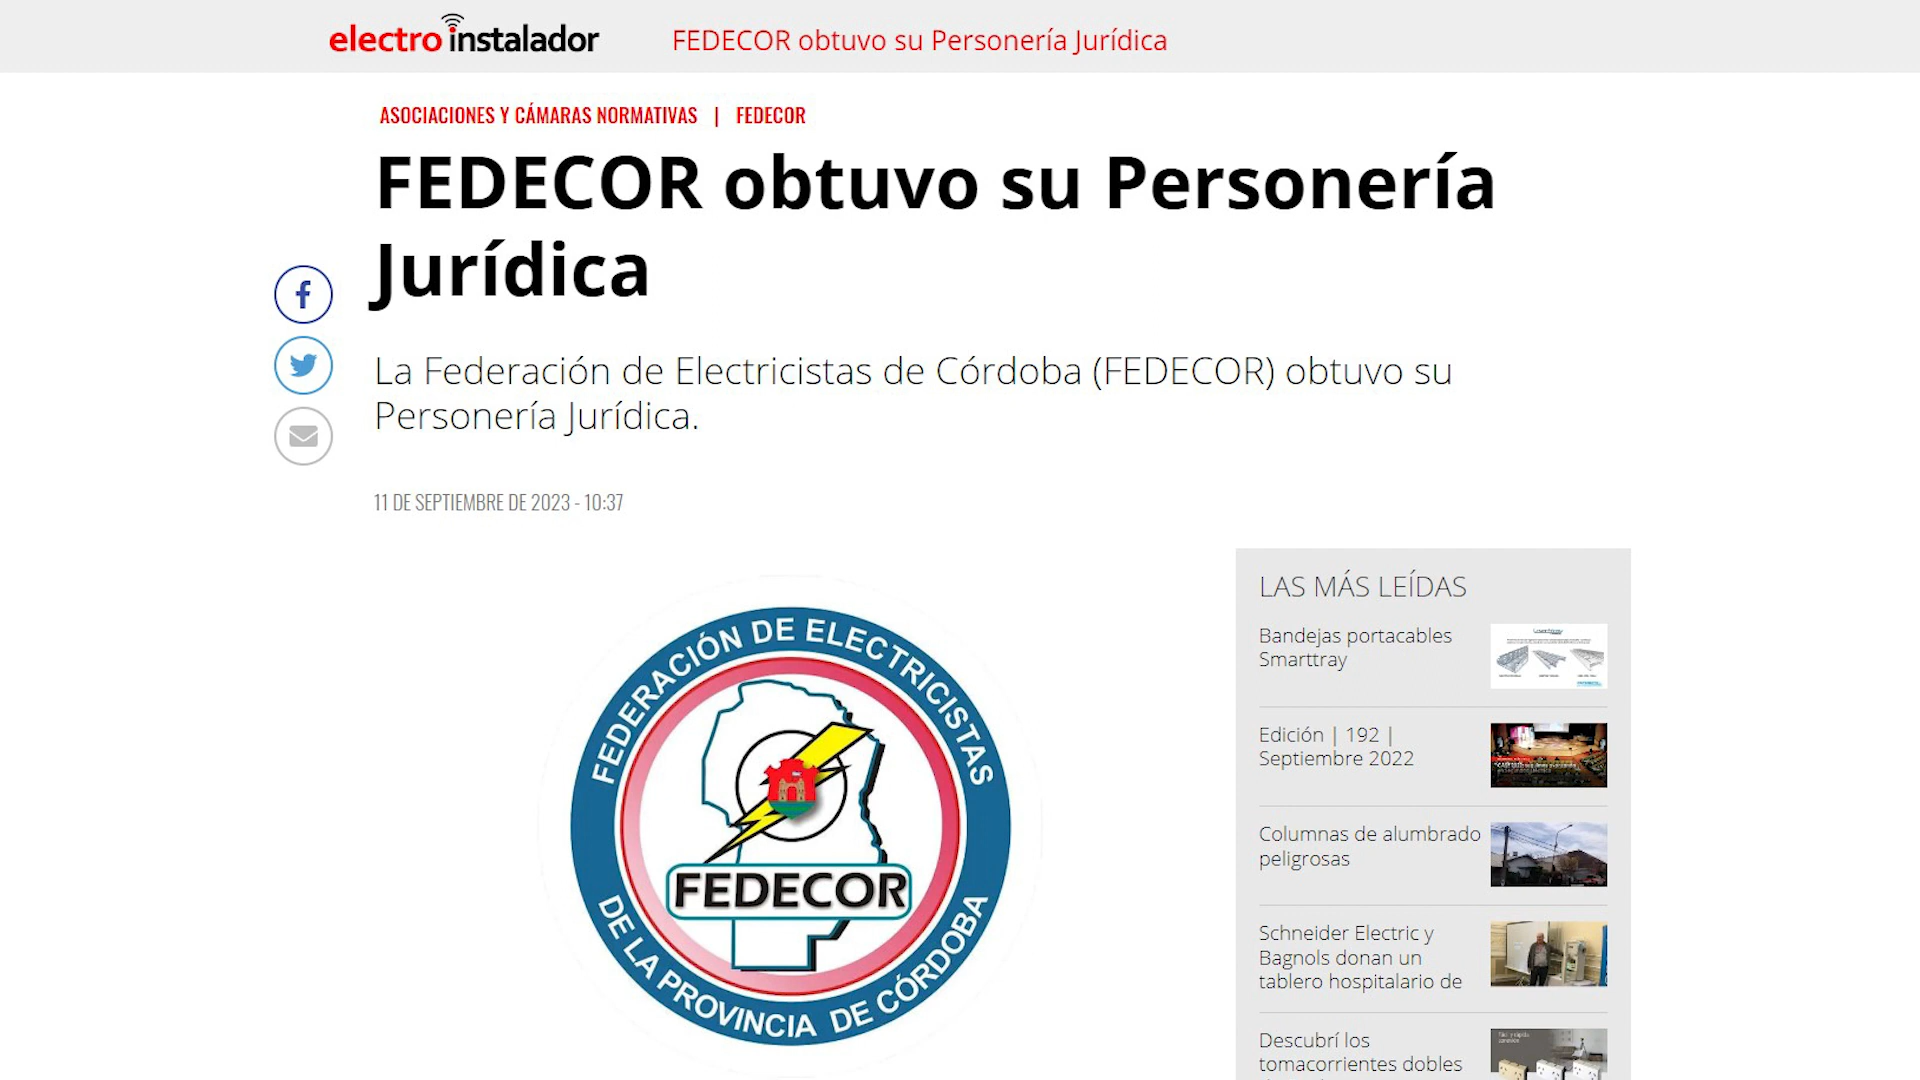 electro instalador
FEDECOR obtuvo su Personería Jurídica
ASOCIACIONES Y CÁMARAS NORMATIVAS | FEDECOR
FEDECOR obtuvo su Personería
Jurídica
La Federación de Electricistas de Córdoba (FEDECOR) obtuvo su
Personería Jurídica.
11 DE SEPTIEMBRE DE 2023 - 10:37
FEDERACIÓN DE ELECTRICISTAS
FEDECOR
DE LA PROVINCIA DE CÓRDOBA
LAS MÁS LEÍDAS
Bandejas portacables
Smarttray
Edición | 192 |
Septiembre 2022
Columnas de alumbrado
peligrosas
Schneider Electric y
Bagnols donan un
tablero hospitalario de
Descubrí los
tomacorrientes dobles